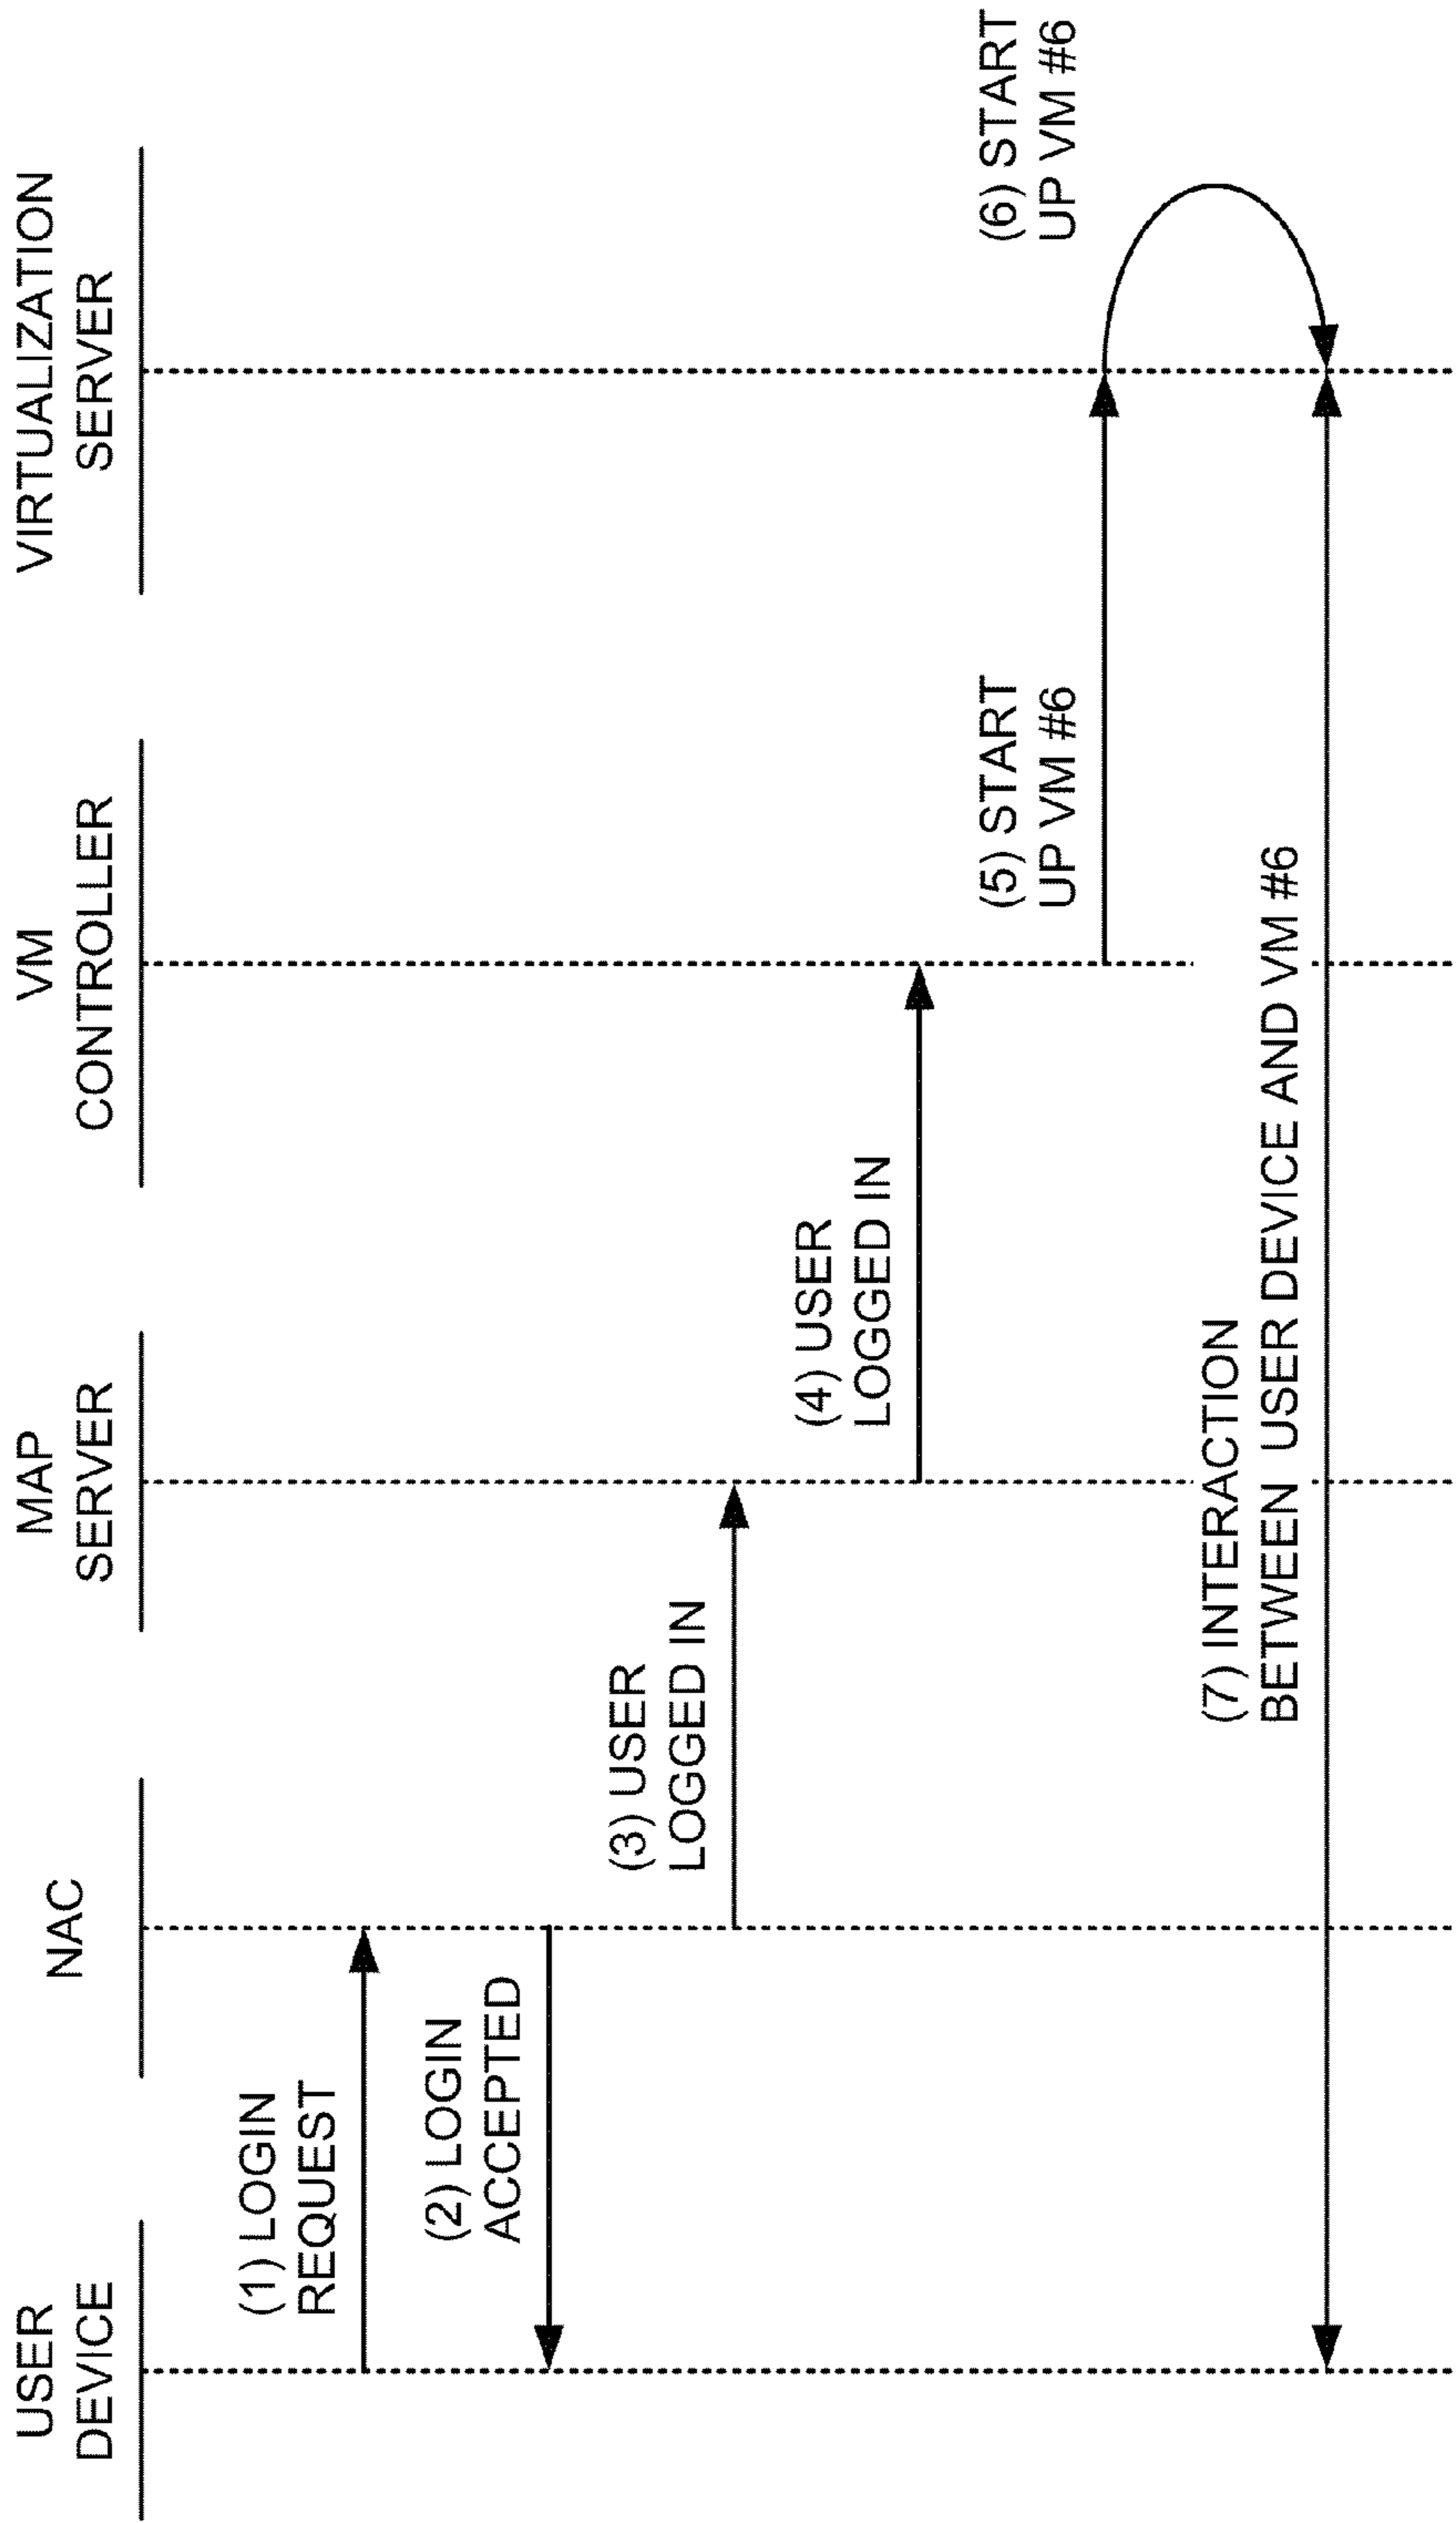 USER
DEVICE
NAC
MAP
SERVER
VM
CONTROLLER
VIRTUALIZATION
SERVER
(1) LOGIN
REQUEST
(2) LOGIN
ACCEPTED
(3) USER
LOGGED IN
(4) USER
LOGGED IN
(5) START
UP VM #6
(6) START
UP VM #6
(7) INTERACTION
BETWEEN USER DEVICE AND VM #6